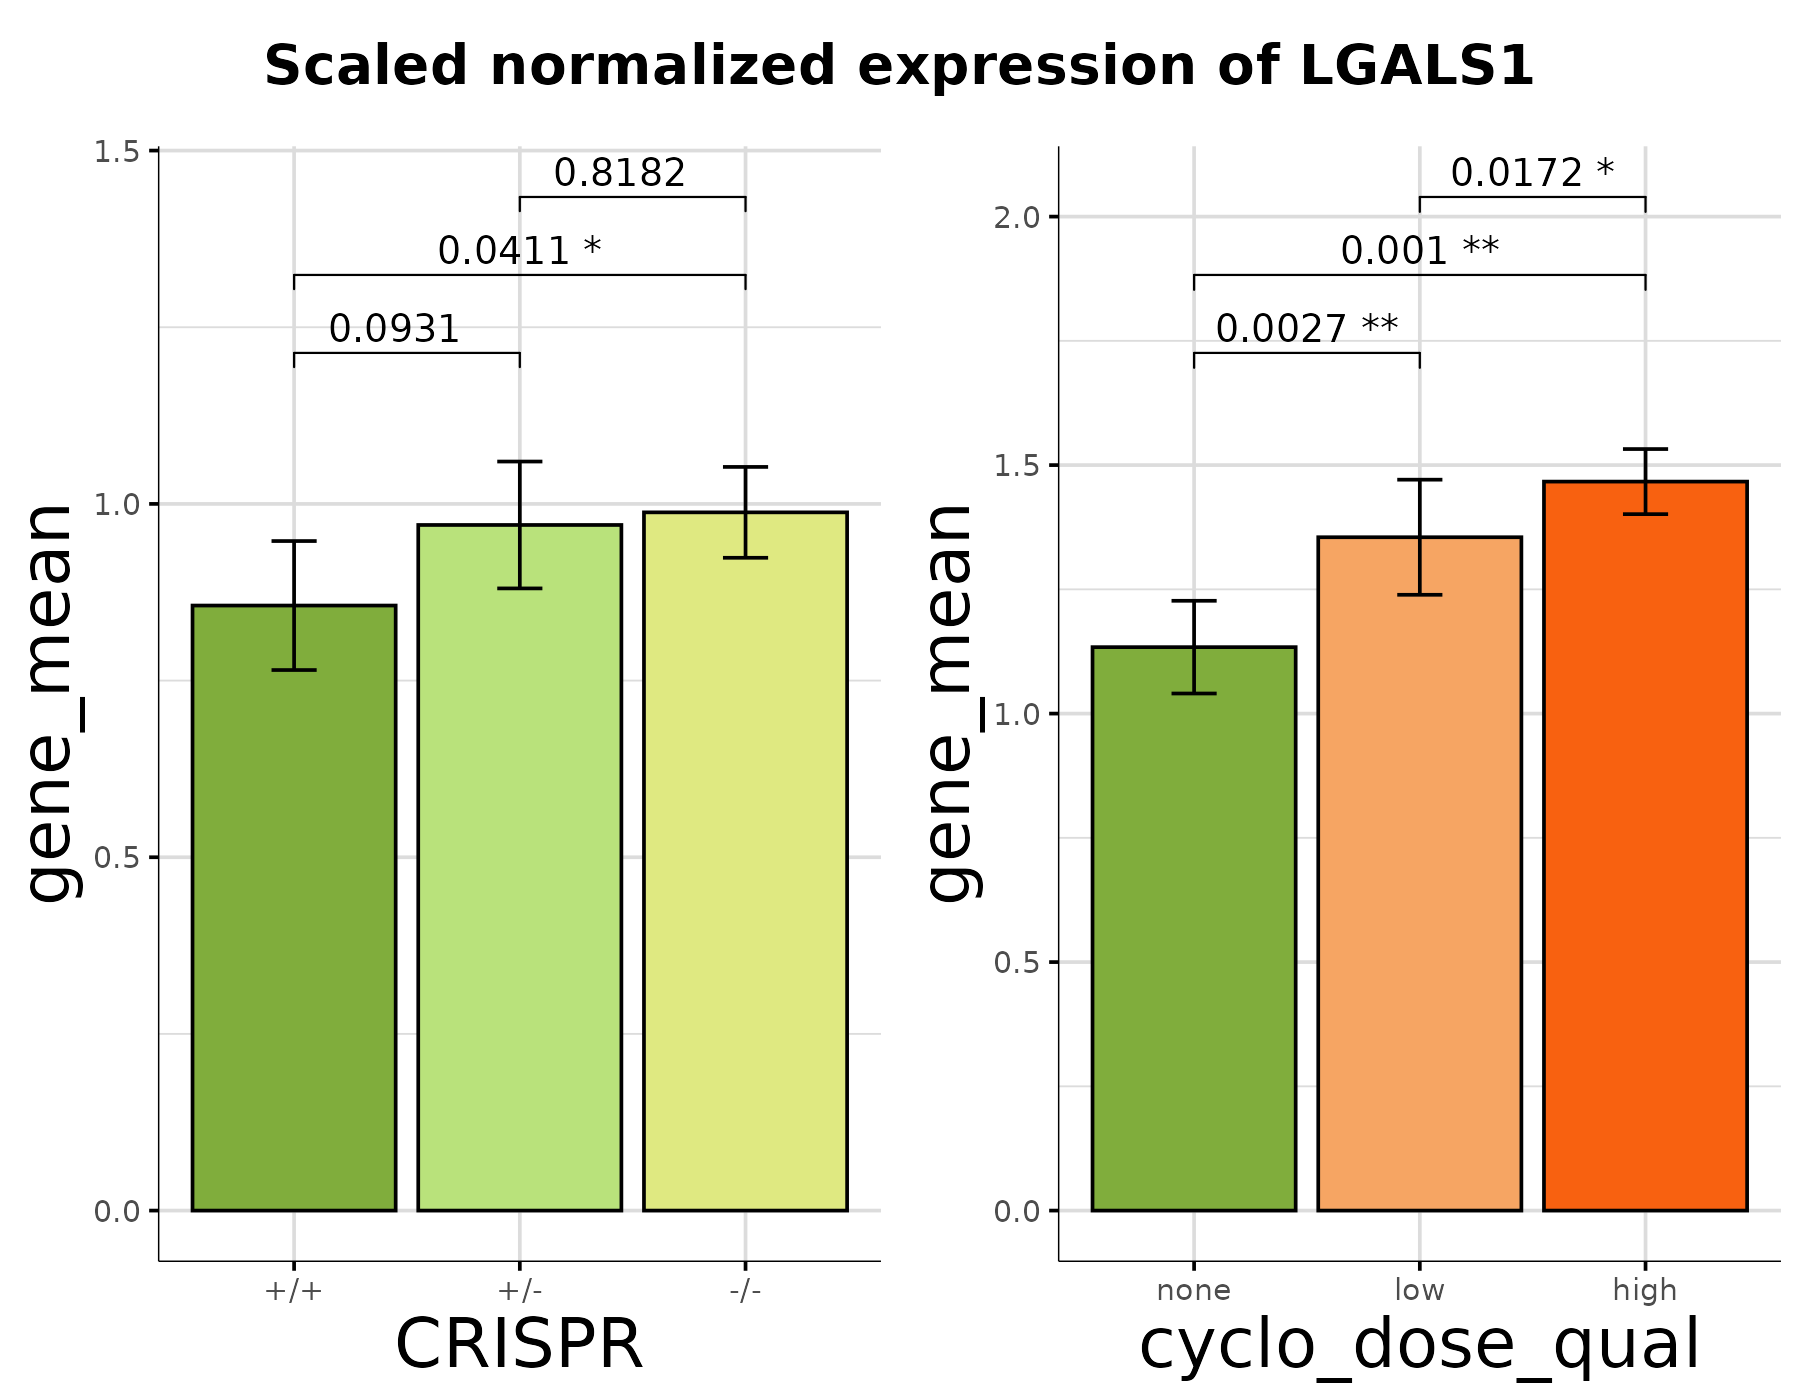 Scaled normalized expression of LGALS1
gene_mean
1.5
1.0
0.5
0.0
0.8182
0.0411 *
0.0931
+/+
+/-
-/-
CRISPR
gene_mean
2.0
1.5
1.0
0.5
0.0
0.0172 *
0.001 **
0.0027 **
none
low
high
cyclo_dose_qual